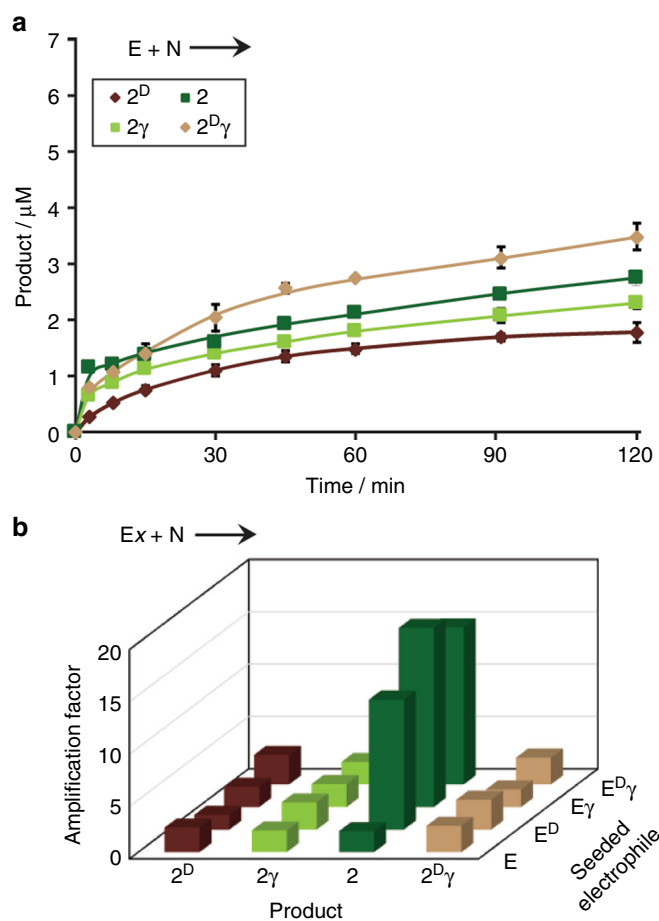 a
E + N
2ᴰ 2
2γ 2ᴰγ
7
6
5
4
3
2
1
0
Product / μM
0 30 60 90 120
Time / min
b
Ex + N
20
15
10
5
0
Amplification factor
2ᴰ 2γ 2 2ᴰγ
Product
E
Eᴰ
Eγ
Eᴰγ
Seeded
electrophile